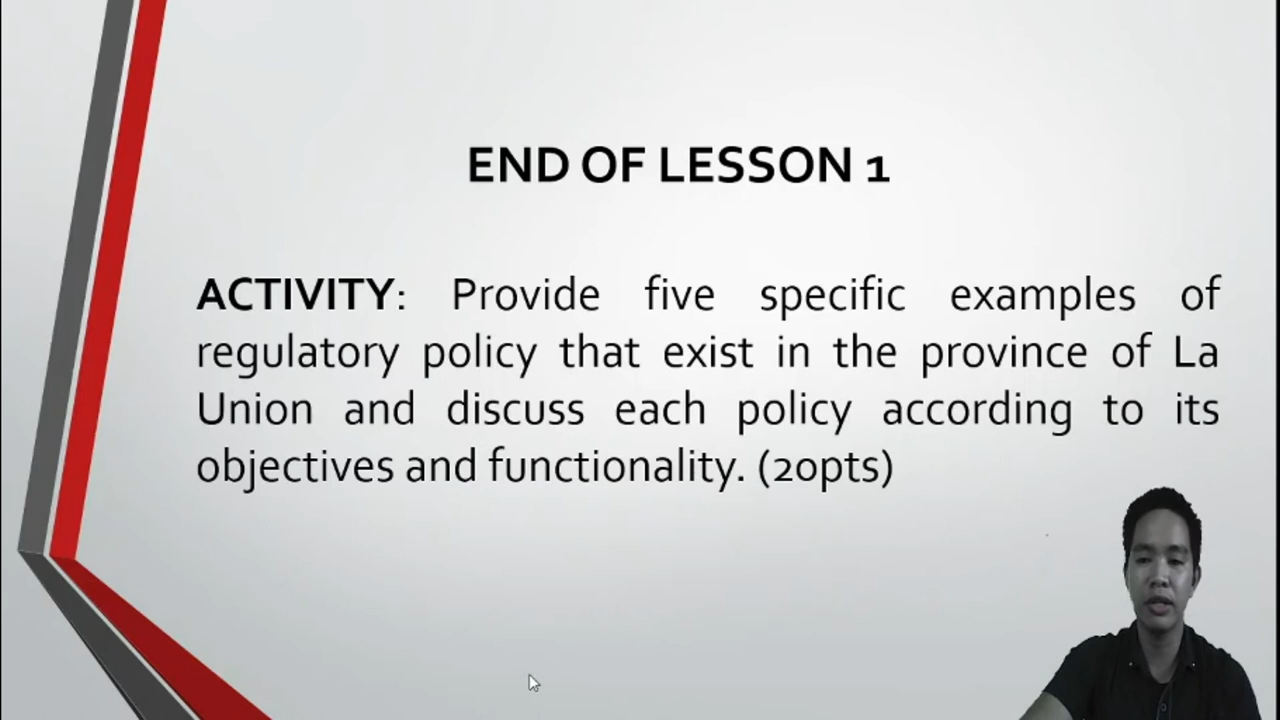 END OF LESSON 1
ACTIVITY: Provide five specific examples of
regulatory policy that exist in the province of La
Union and discuss each policy according to its
objectives and functionality. (20pts)